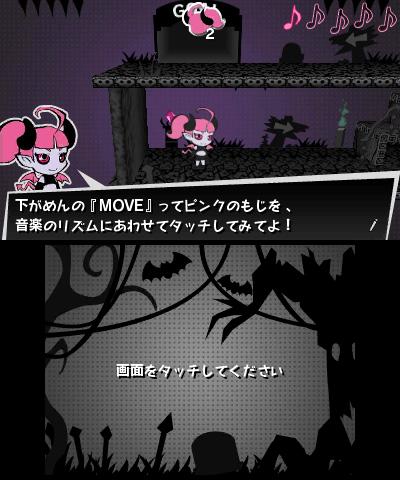 2
下がめんの『MOVE』ってピンクのもじを、
音楽のリズムにあわせてタッチしてみてよ！
画面をタッチしてください